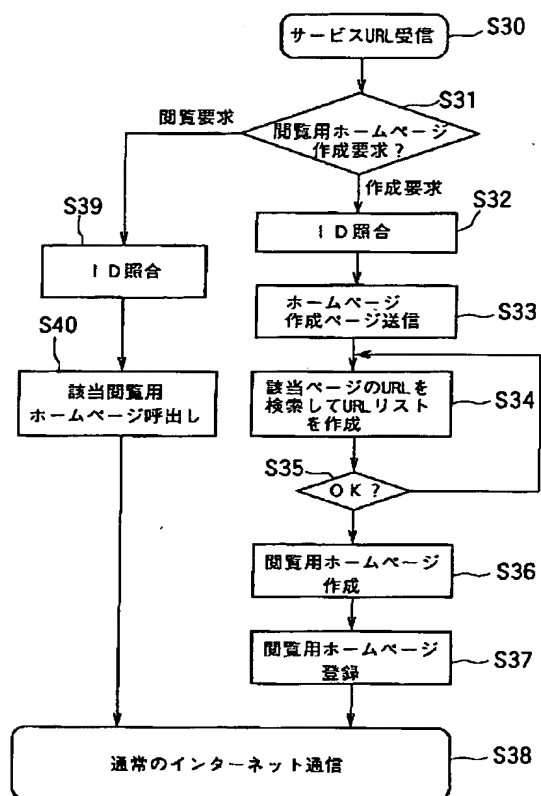 サービスURL受信
S30
S31
閲覧要求
閲覧用ホームページ
作成要求?
作成要求
S32
ID照合
S39
ID照合
ホームページ
作成ページ送信
S33
S40
該当閲覧用
ホームページ呼出し
該当ページのURLを
検索してURLリスト
を作成
S34
S35
OK?
閲覧用ホームページ
作成
S36
閲覧用ホームページ
登録
S37
通常のインターネット通信
S38